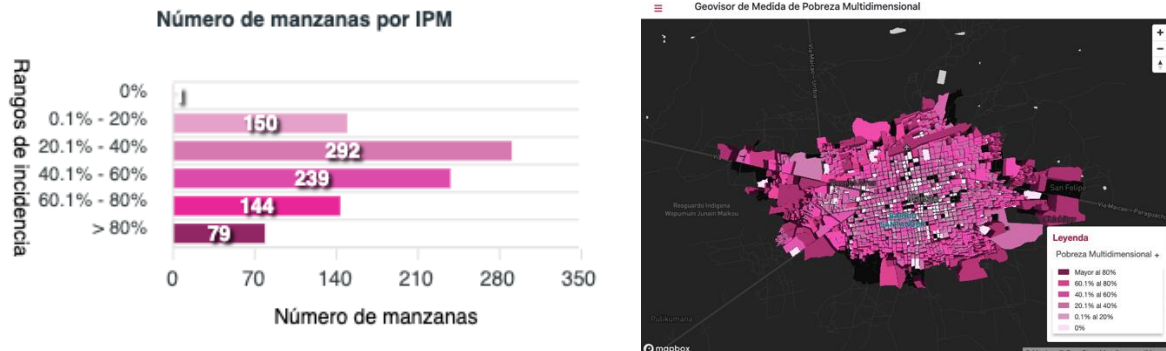 Número de manzanas por IPM
Rangos de incidencia
0%
0.1% - 20%
150
20.1% - 40%
292
40.1% - 60%
239
60.1% - 80%
144
> 80%
79
0
70
140
210
280
350
Número de manzanas
Geovisor de Medida de Pobreza Multidimensional
+
−
Resguardo Indigena
San Felipe
Leyenda
Pobreza Multidimensional +
Mayor al 80%
60.1% al 80%
40.1% al 60%
20.1% al 40%
0.1% al 20%
0%
mapbox